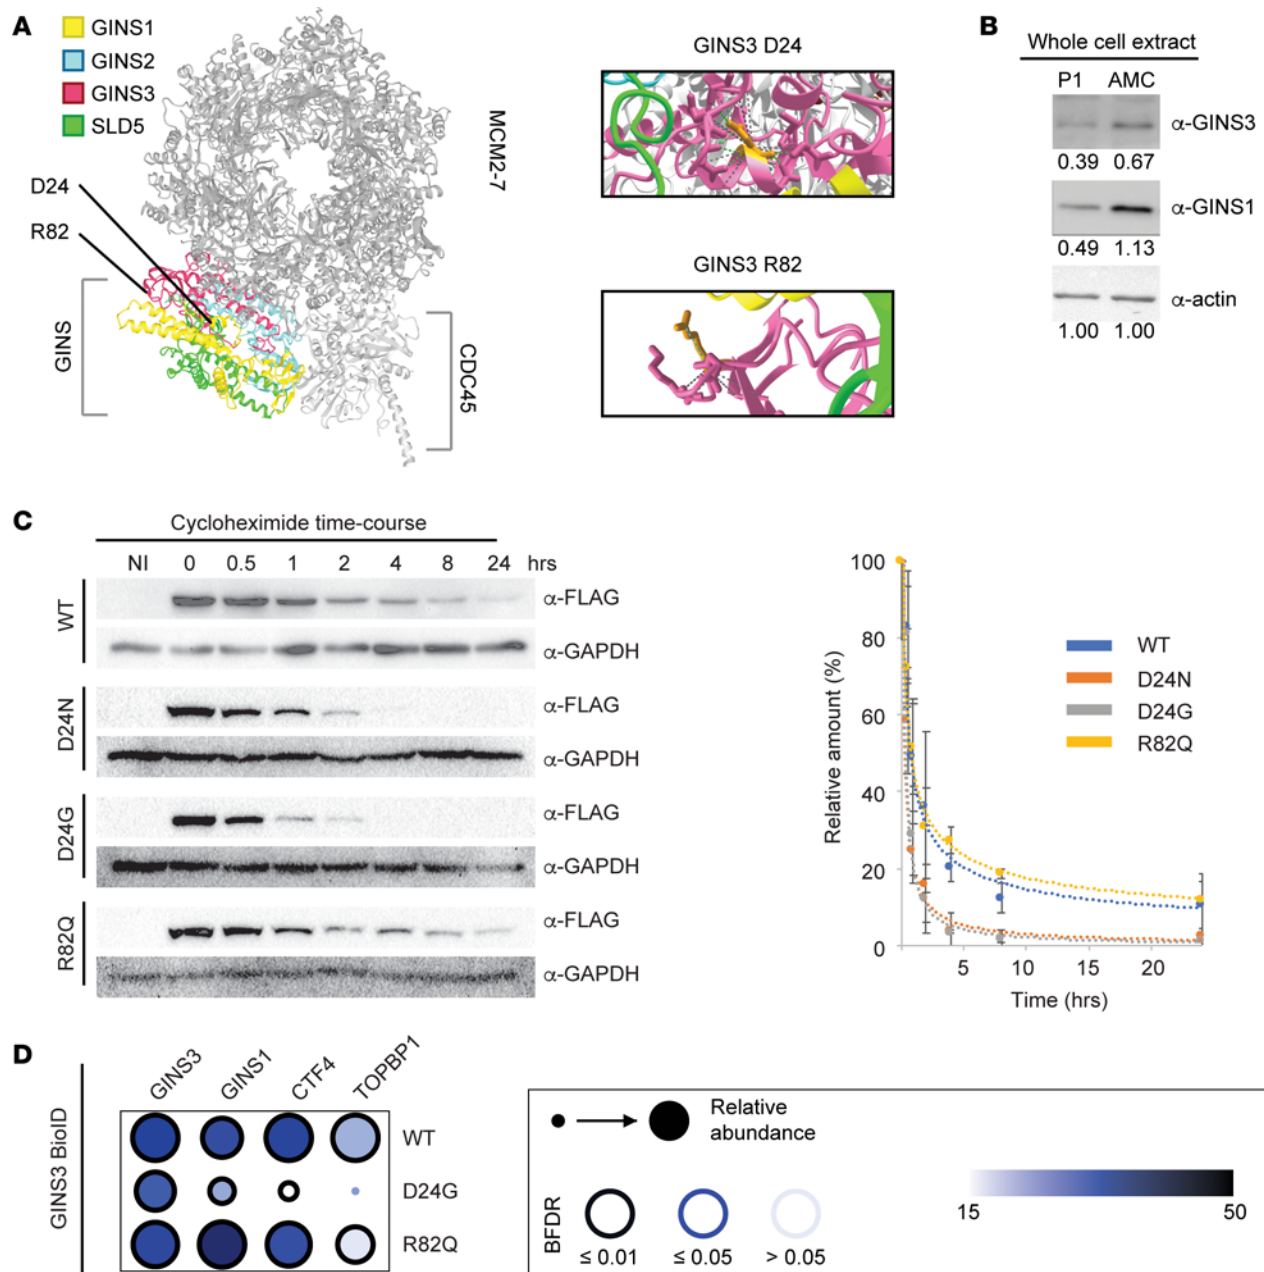 A
GINS1
GINS2
GINS3
SLD5
D24
R82
GINS
MCM2-7
CDC45
GINS3 D24
GINS3 R82
B
Whole cell extract
P1 AMC
α-GINS3
0.39 0.67
α-GINS1
0.49 1.13
α-actin
1.00 1.00
C
Cycloheximide time-course
NI 0 0.5 1 2 4 8 24 hrs
WT
α-FLAG
α-GAPDH
D24N
α-FLAG
α-GAPDH
D24G
α-FLAG
α-GAPDH
R82Q
α-FLAG
α-GAPDH
Relative amount (%)
100
80
60
40
20
0
5 10 15 20
Time (hrs)
WT
D24N
D24G
R82Q
D
GINS3 BioID
GINS3 GINS1 CTF4 TOPBP1
WT
D24G
R82Q
Relative
abundance
BFDR
≤ 0.01 ≤ 0.05 > 0.05
15 50